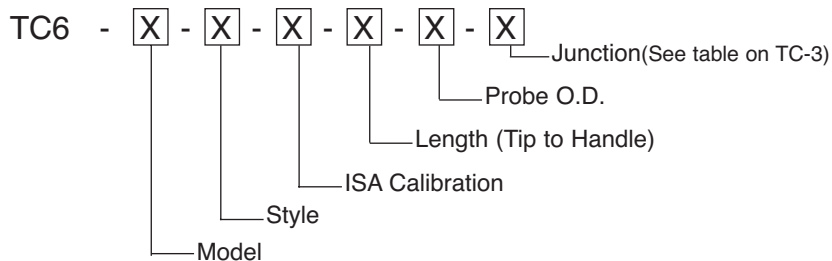 TC6 - X - X - X - X - X - X
Junction(See table on TC-3)
Probe O.D.
Length (Tip to Handle)
ISA Calibration
Style
Model